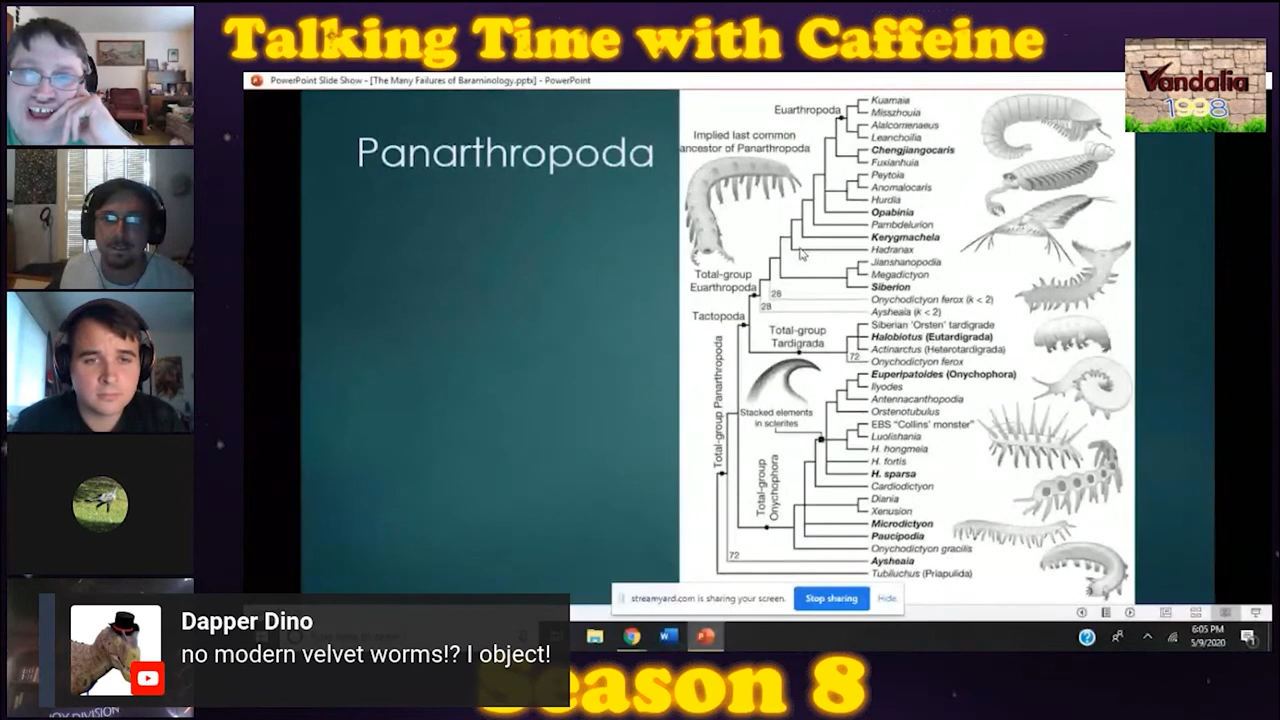 Talking Time with Caffeine
PowerPoint Slide Show - [The Many Failures of Baraminology.pptx] - PowerPoint
Vandalia
1998
Panarthropoda
Euarthropoda
Implied last common
ancestor of Panarthropoda
Kuamaia
Misszhouia
Alalcomenaeus
Leanchoilia
Chengjiangocaris
Fuxianhuia
Peytoia
Anomalocaris
Hurdia
Opabinia
Pambdelurion
Kerygmachela
Hadranax
Jianshanopodia
Megadictyon
Siberion
Total-group
Euarthropoda
26
28
Onychodictyon ferox (k < 2)
Aysheaia (k < 2)
Tactopoda
Total-group
Tardigrada
Siberian 'Orsten' tardigrade
Halobiotus (Eutardigrada)
Actinarctus (Heterotardigrada)
72
Onychodictyon ferox
Euperipatoides (Onychophora)
Ilyodes
Antennacanthopodia
Orstenotubulus
Stacked elements
in sclerites
EBS "Collins' monster"
Luolishania
H. hongmeia
H. fortis
H. sparsa
Cardiodictyon
Total-group Panarthropoda
Total-group
Onychophora
Diania
Xenusion
Microdictyon
Paucipodia
Onychodictyon gracilis
72
Aysheaia
Tubiluchus (Priapulida)
streamyard.com is sharing your screen.
Stop sharing
Hide
6:05 PM
5/9/2020
Dapper Dino
no modern velvet worms!? I object!
JOY DIVISION
Season 8